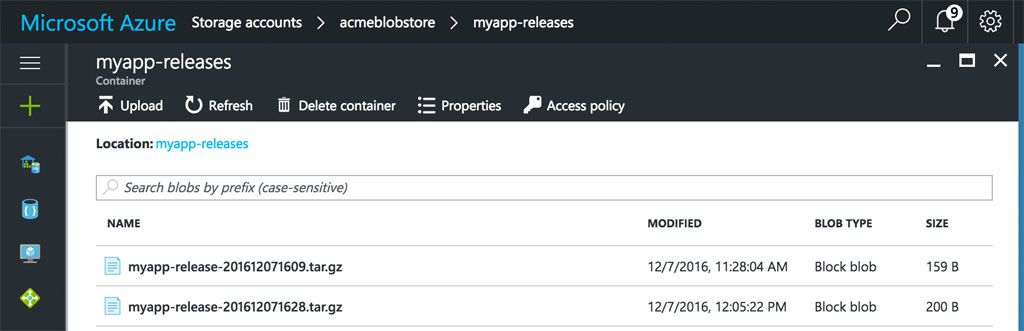 Microsoft Azure Storage accounts > acmeblobstore > myapp-releases 9
myapp-releases
Container
Upload Refresh Delete container Properties Access policy
Location: myapp-releases
Search blobs by prefix (case-sensitive)
NAME MODIFIED BLOB TYPE SIZE
myapp-release-201612071609.tar.gz 12/7/2016, 11:28:04 AM Block blob 159 B
myapp-release-201612071628.tar.gz 12/7/2016, 12:05:22 PM Block blob 200 B